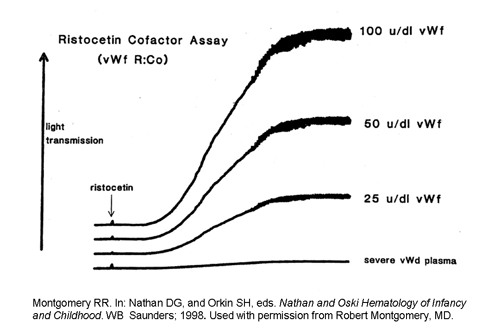 Ristocetin Cofactor Assay
(vWf R:Co)
100 u/dl vWf
light
transmission
50 u/dl vWf
ristocetin
25 u/dl vWf
severe vWd plasma
Montgomery RR. In: Nathan DG, and Orkin SH, eds. Nathan and Oski Hematology of Infancy
and Childhood. WB Saunders; 1998. Used with permission from Robert Montgomery, MD.